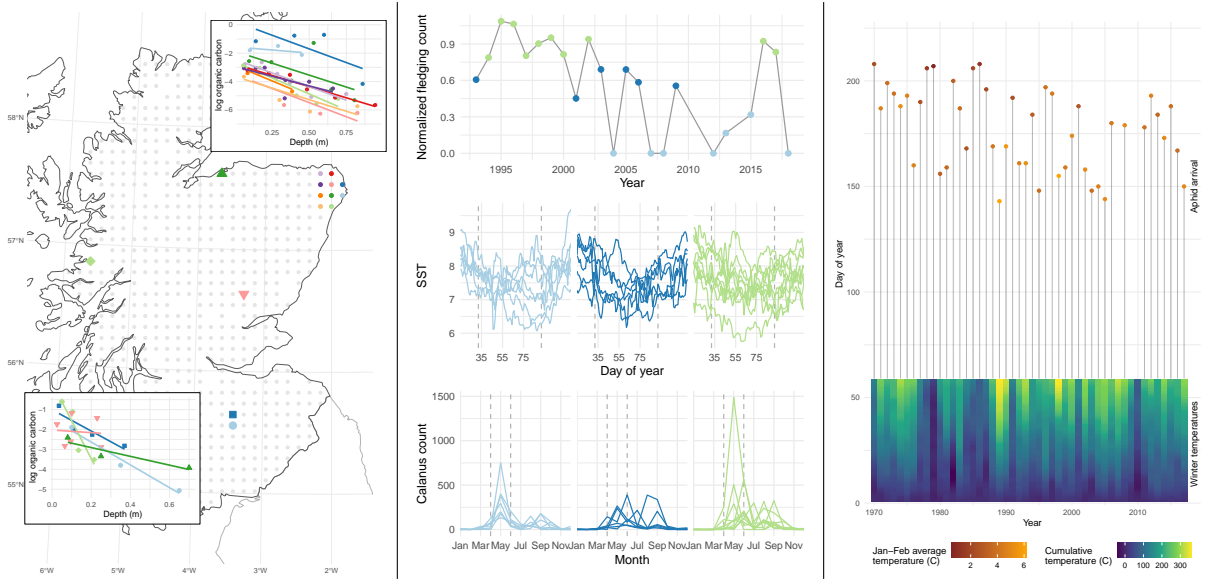 0
−2
−4
−6
log organic carbon
0.25 0.50 0.75
Depth (m)
58°N
57°N
56°N
55°N
−1
−2
−3
−4
−5
log organic carbon
0.0 0.2 0.4 0.6
Depth (m)
6°W 5°W 4°W 3°W 2°W
Normalized fledging count
0.9
0.6
0.3
0.0
1995 2000 2005 2010 2015
Year
SST
9
8
7
6
35 55 75 35 55 75 35 55 75
Day of year
Calanus count
1500
1000
500
0
Jan Mar May Jul Sep Nov Jan Mar May Jul Sep Nov Jan Mar May Jul Sep Nov
Month
Day of year
200
150
100
50
0
Aphid arrival
Winter temperatures
1970 1980 1990 2000 2010
Year
Jan−Feb average
temperature (C)
2 4 6
Cumulative
temperature (C)
0 100 200 300